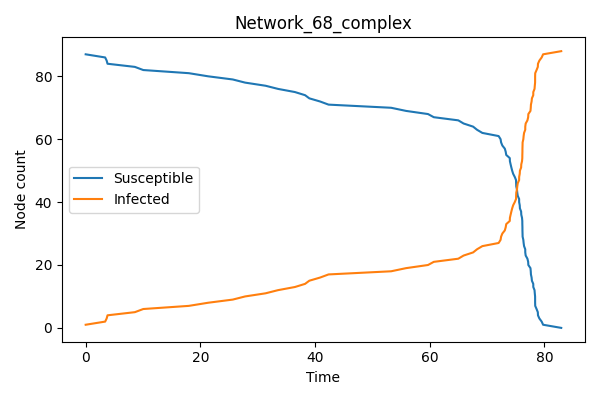 Network_68_complex
Node count
80
60
40
20
0
Susceptible
Infected
0 20 40 60 80
Time